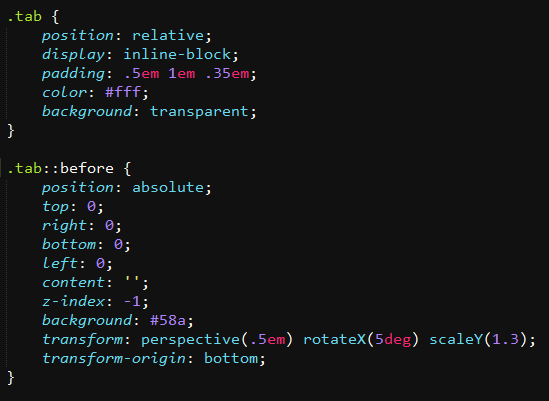 .tab {
    position: relative;
    display: inline-block;
    padding: .5em 1em .35em;
    color: #fff;
    background: transparent;
}

.tab::before {
    position: absolute;
    top: 0;
    right: 0;
    bottom: 0;
    left: 0;
    content: '';
    z-index: -1;
    background: #58a;
    transform: perspective(.5em) rotateX(5deg) scaleY(1.3);
    transform-origin: bottom;
}